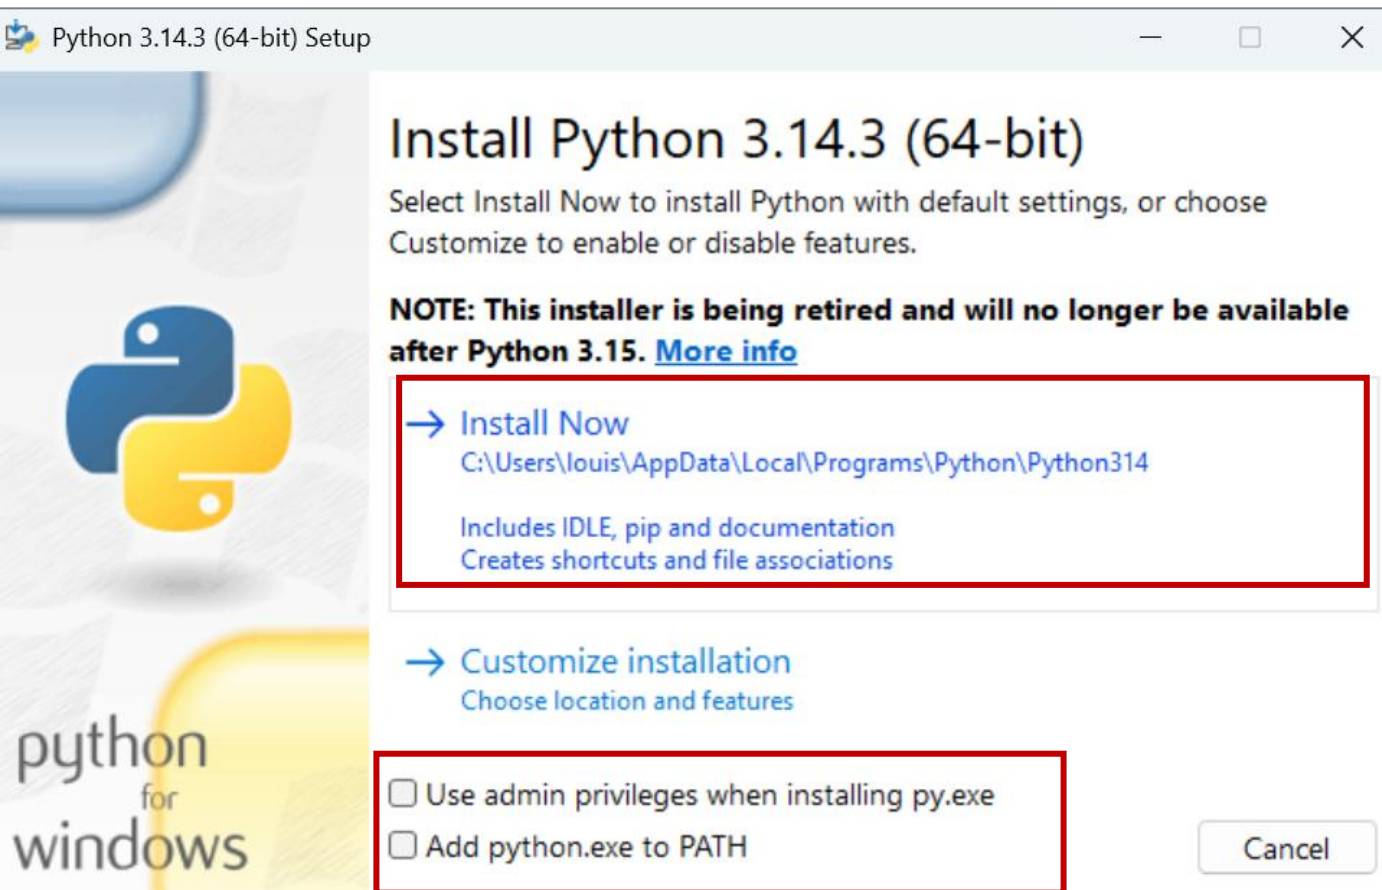 Python 3.14.3 (64-bit) Setup
Install Python 3.14.3 (64-bit)
Select Install Now to install Python with default settings, or choose
Customize to enable or disable features.
NOTE: This installer is being retired and will no longer be available
after Python 3.15. More info
Install Now
C:\Users\louis\AppData\Local\Programs\Python\Python314
Includes IDLE, pip and documentation
Creates shortcuts and file associations
Customize installation
Choose location and features
python
for
windows
Use admin privileges when installing py.exe
Add python.exe to PATH
Cancel